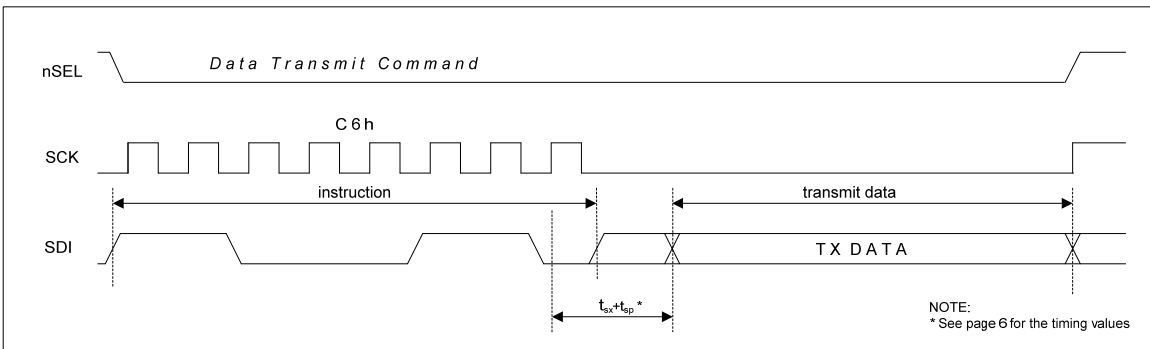 nSEL
Data Transmit Command
C6h
SCK
instruction
transmit data
SDI
TX DATA
tsx+tsp *
NOTE:
* See page 6 for the timing values